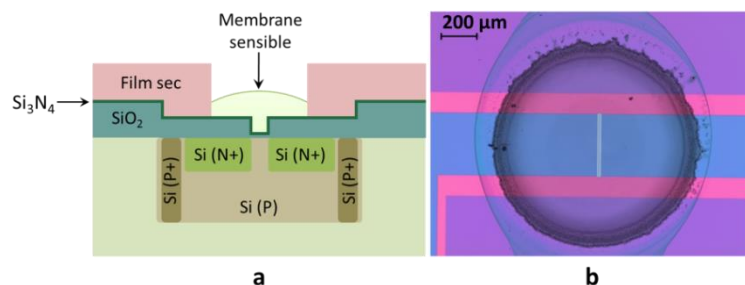 Membrane
sensible
Film sec
Si₃N₄
SiO₂
Si (P+)
Si (N+)
Si (N+)
Si (P+)
Si (P)
a
200 µm
b